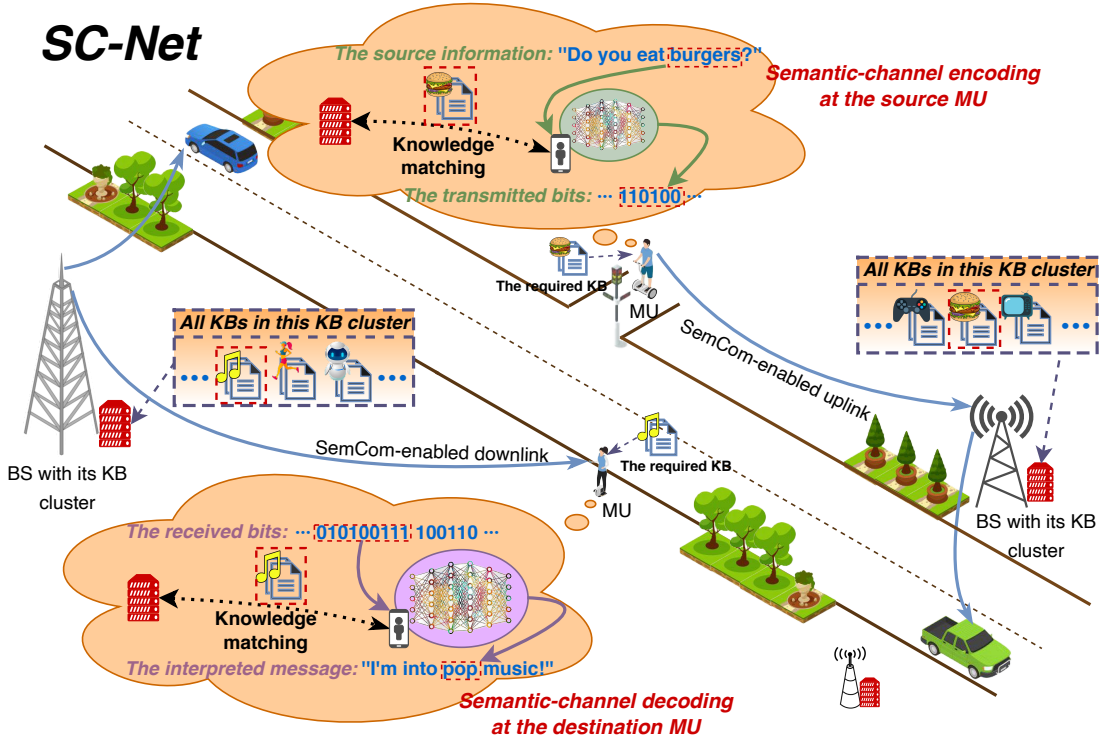 SC-Net
The source information: "Do you eat burgers?"
Semantic-channel encoding
at the source MU
Knowledge
matching
The transmitted bits: ··· 110100 ···
The required KB
MU
All KBs in this KB cluster
··· ···
SemCom-enabled uplink
BS with its KB
cluster
All KBs in this KB cluster
··· ···
BS with its KB
cluster
SemCom-enabled downlink
The required KB
MU
The received bits: ··· 010100111 100110 ···
Knowledge
matching
The interpreted message: "I'm into pop music!"
Semantic-channel decoding
at the destination MU